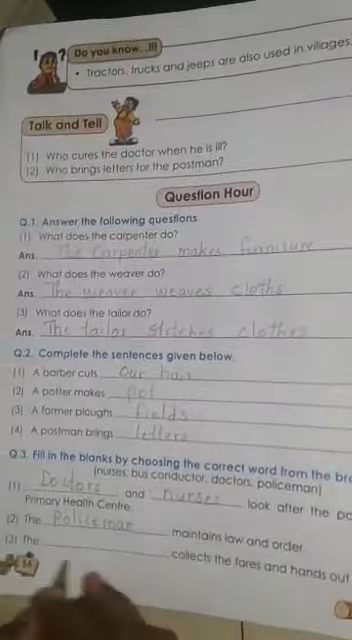 Do you know...!!!
• Tractors, trucks and jeeps are also used in villages.
Talk and Tell
(1) Who cures the doctor when he is ill?
(2) Who brings letters for the postman?
Question Hour
Q.1. Answer the following questions.
(1) What does the carpenter do?
Ans. The carpenter makes furniture
(2) What does the weaver do?
Ans. The weaver weaves cloths
(3) What does the tailor do?
Ans. The tailor stitches clothes
Q.2. Complete the sentences given below.
(1) A barber cuts our hair
(2) A potter makes pot
(3) A farmer ploughs fields
(4) A postman brings letters
Q.3. Fill in the blanks by choosing the correct word from the
(nurses, bus conductor, doctors, policeman)
(1) Doctors and nurses look after the
Primary Health Centre.
(2) The policeman maintains law and order.
(3) The collects the fares and hands out